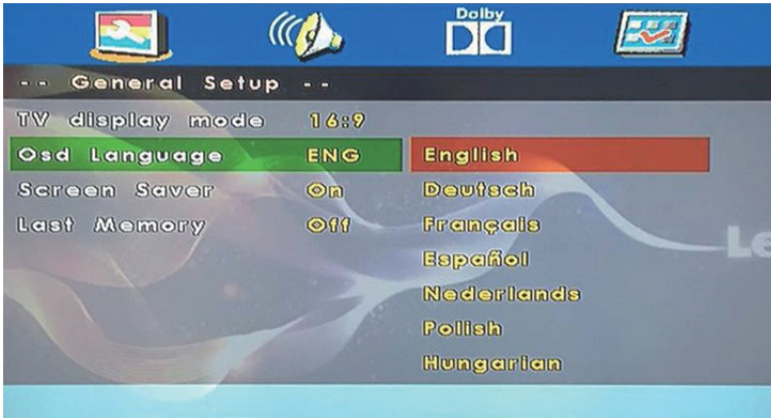 Dolby
-- General Setup --
TV display mode 16:9
Osd Language ENG English
Screen Saver On Deutsch
Last Memory Off Français
Español
Le
Nederlands
Polish
Hungarian